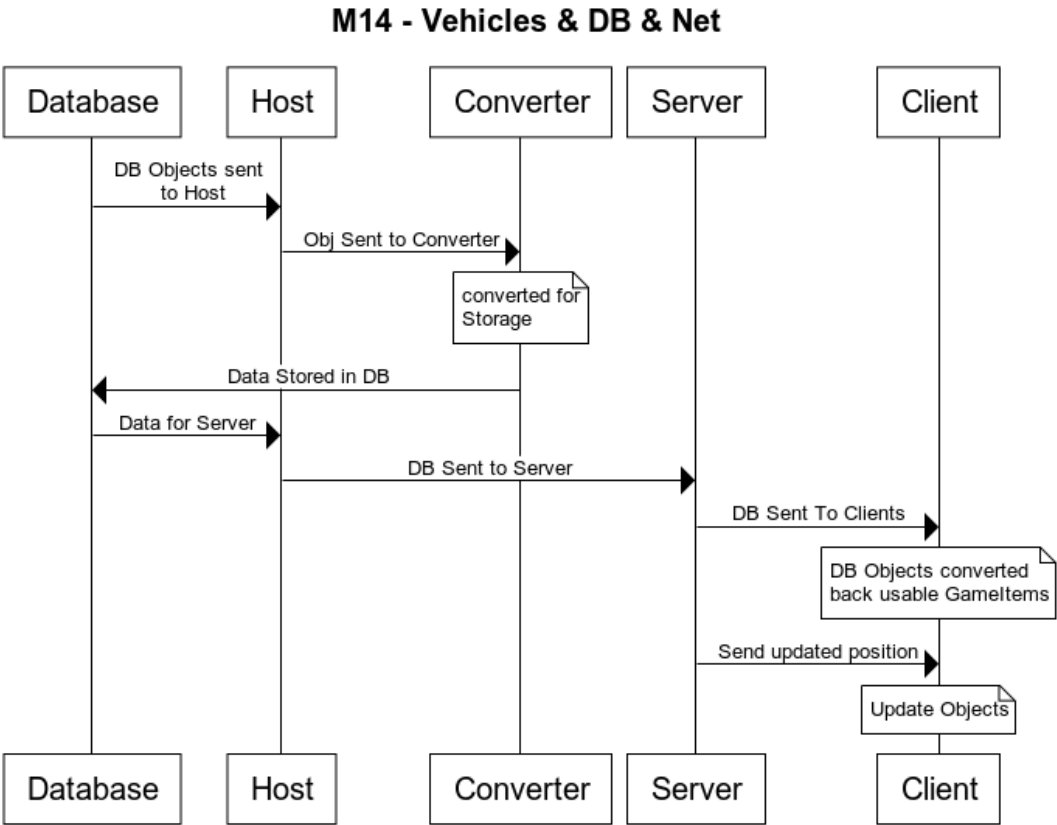 M14 - Vehicles & DB & Net
Database
Host
Converter
Server
Client
DB Objects sent
to Host
Obj Sent to Converter
converted for
Storage
Data Stored in DB
Data for Server
DB Sent to Server
DB Sent To Clients
DB Objects converted
back usable GameItems
Send updated position
Update Objects
Database
Host
Converter
Server
Client